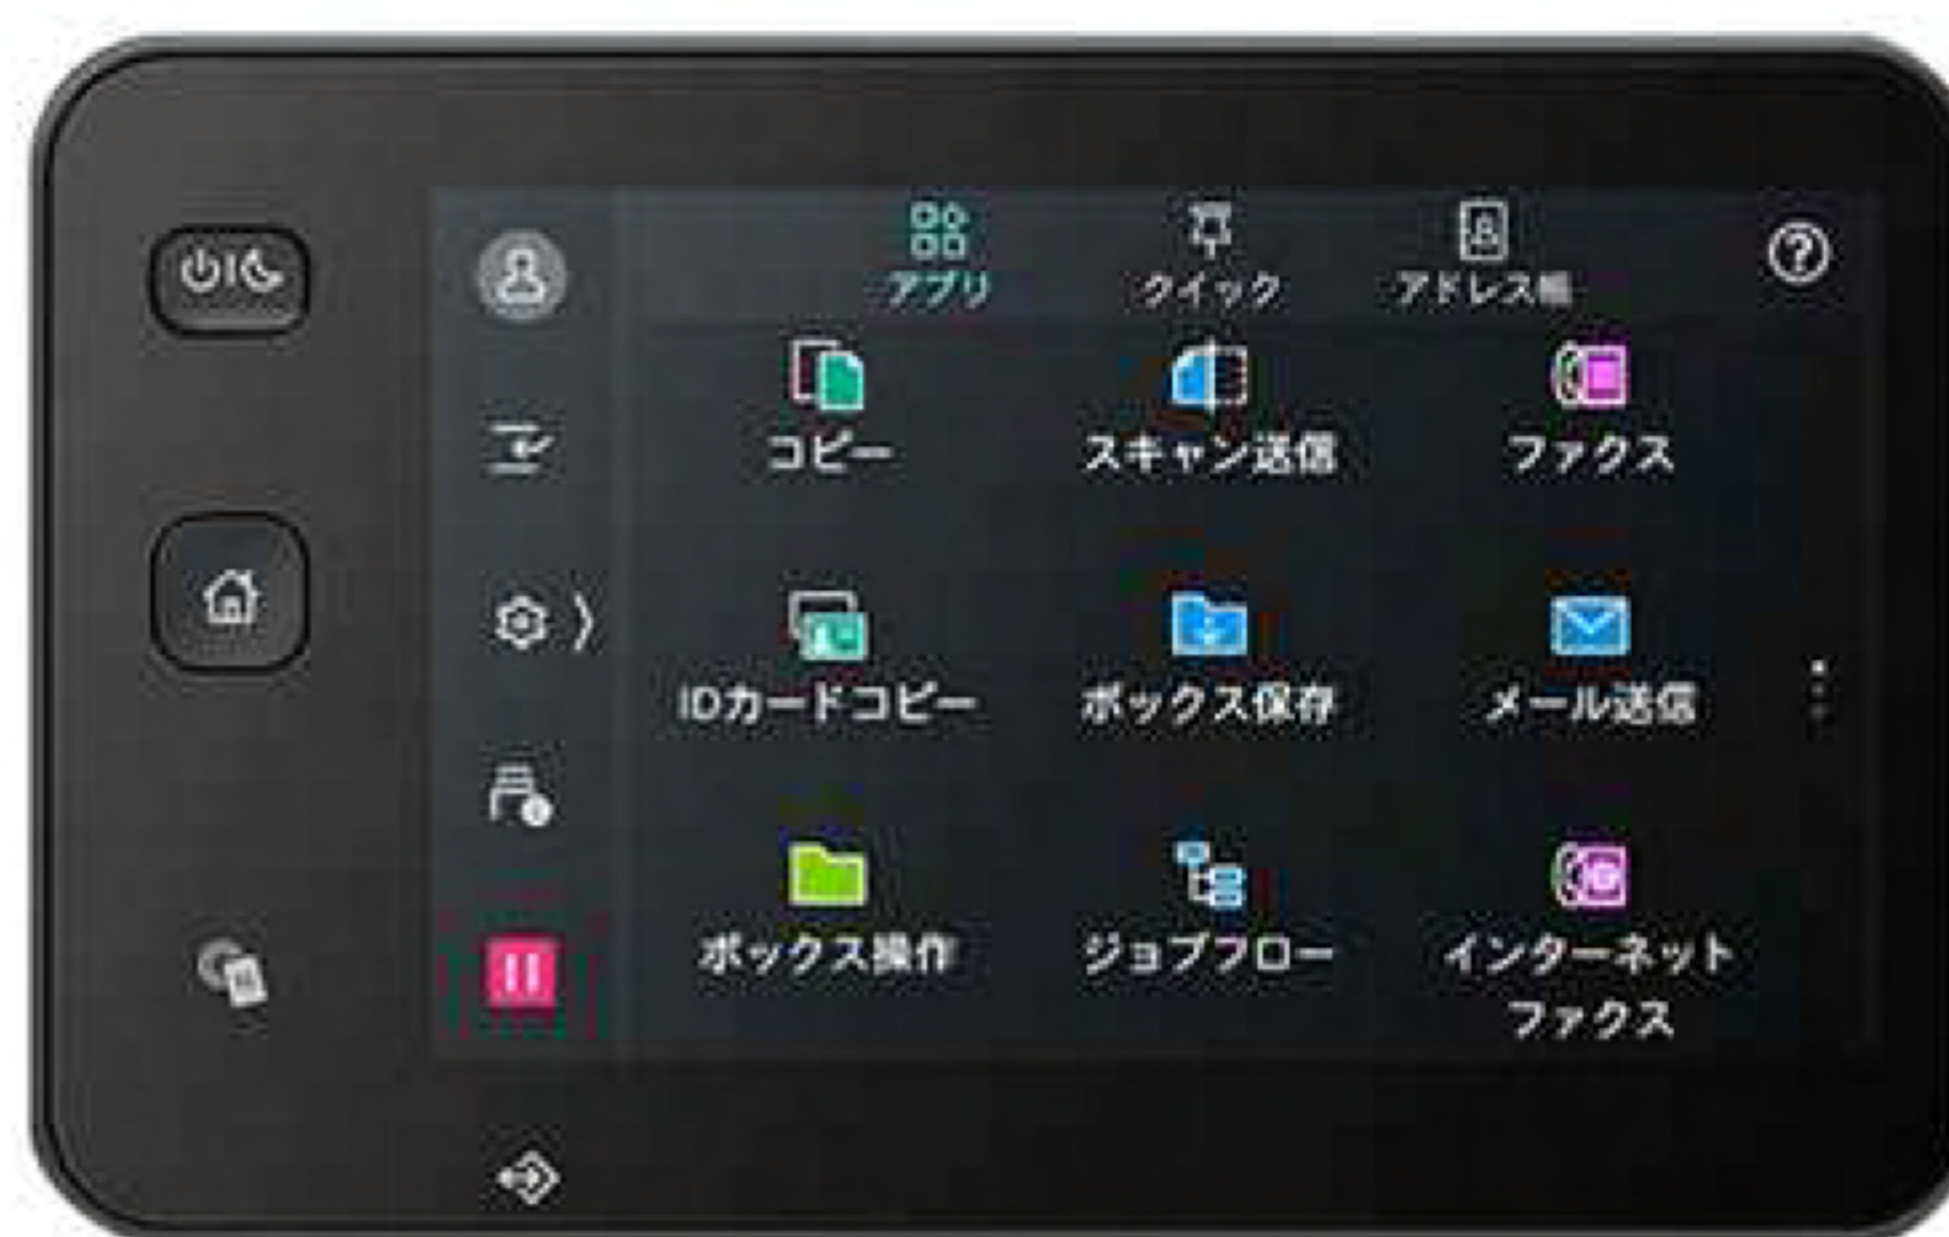 アプリ
クイック
アドレス帳
コピー
スキャン送信
ファクス
IDカードコピー
ボックス保存
メール送信
ボックス操作
ジョブフロー
インターネット
ファクス